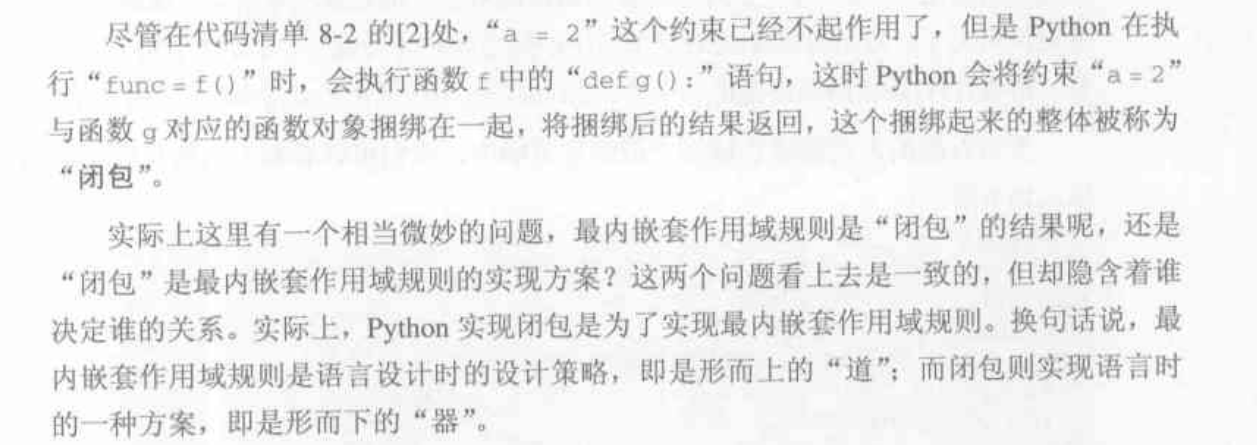 尽管在代码清单 8-2 的[2]处，“a = 2”这个约束已经不起作用了，但是 Python 在执
行“func = f()”时，会执行函数 f 中的“def g():”语句，这时 Python 会将约束“a = 2”
与函数 g 对应的函数对象捆绑在一起，将捆绑后的结果返回，这个捆绑起来的整体被称为
“闭包”。
实际上这里有一个相当微妙的问题，最内嵌套作用域规则是“闭包”的结果呢，还是
“闭包”是最内嵌套作用域规则的实现方案？这两个问题看上去是一致的，但却隐含着谁
决定谁的关系。实际上，Python 实现闭包是为了实现最内嵌套作用域规则。换句话说，最
内嵌套作用域规则是语言设计时的设计策略，即是形而上的“道”；而闭包则实现语言时
的一种方案，即是形而下的“器”。